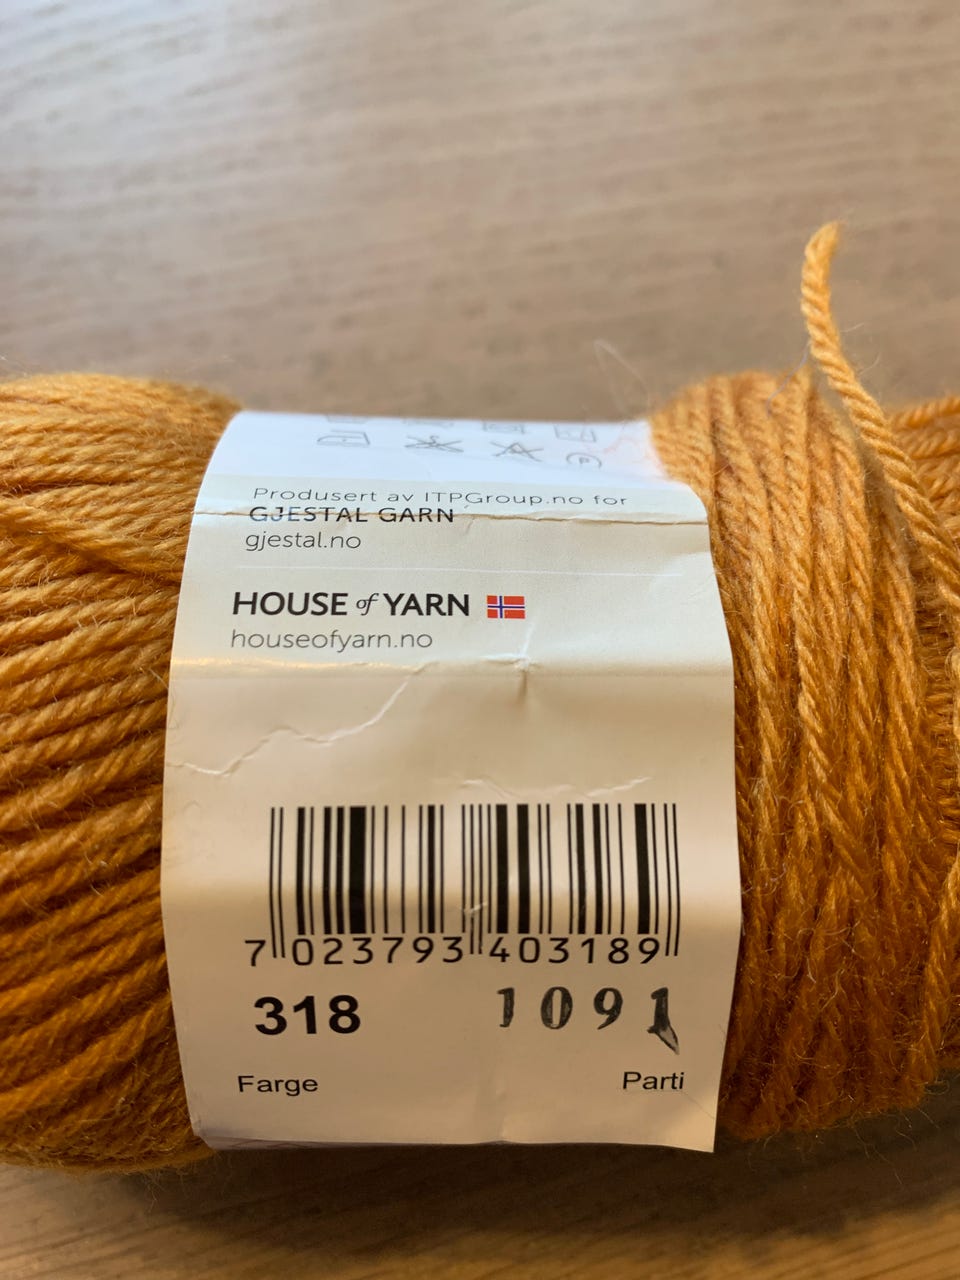 Produsert av ITPGroup.no for
GJESTAL GARN
gjestal.no
HOUSE of YARN
houseofyarn.no
7 023793 403189
318 1091
Farge Parti